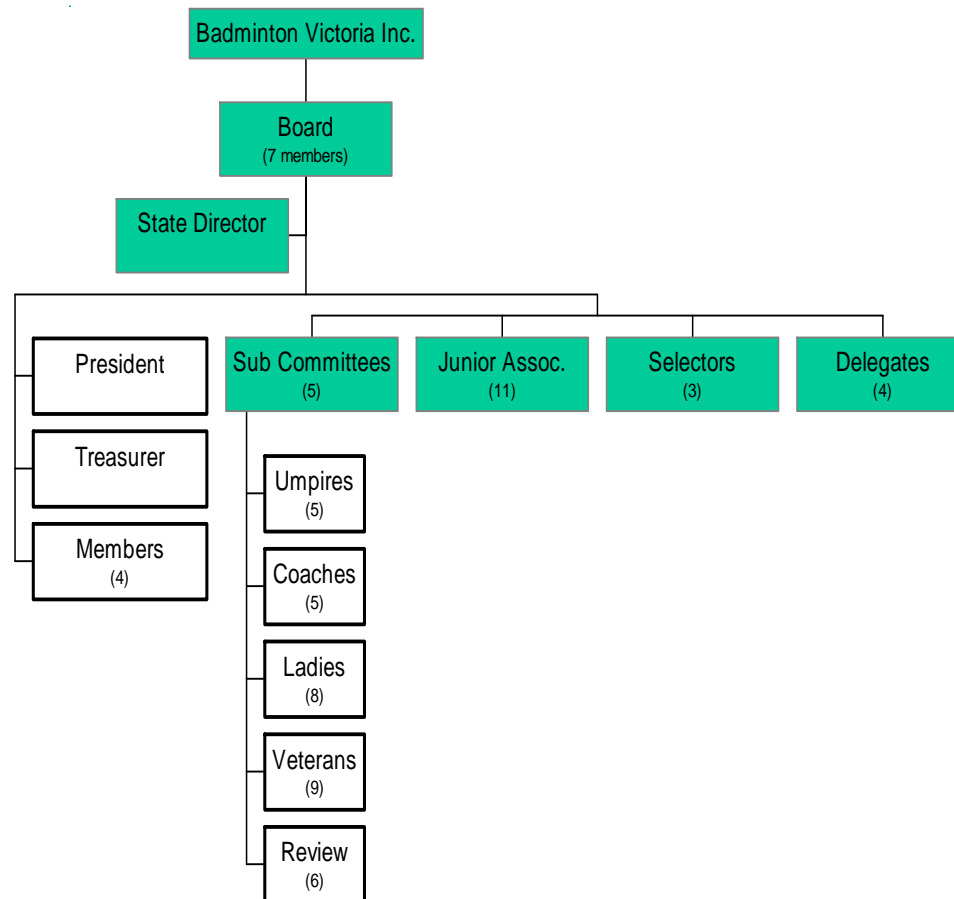 Badminton Victoria Inc.
Board
(7 members)
State Director
President
Treasurer
Members
(4)
Sub Committees
(5)
Junior Assoc.
(11)
Selectors
(3)
Delegates
(4)
Umpires
(5)
Coaches
(5)
Ladies
(8)
Veterans
(9)
Review
(6)